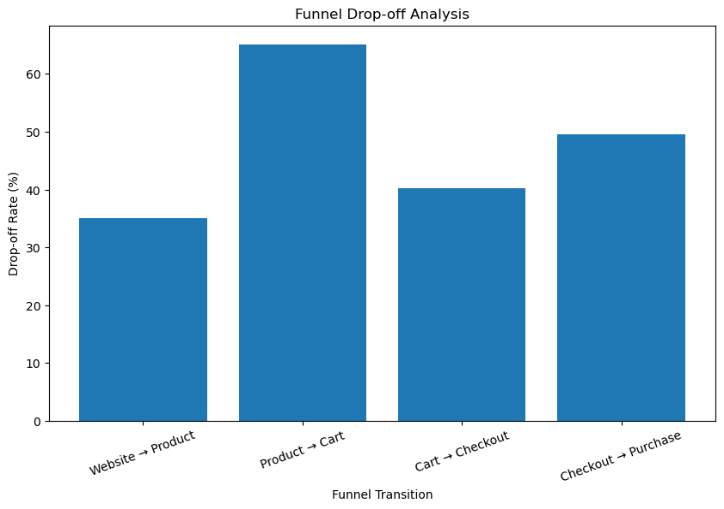 Funnel Drop-off Analysis
Drop-off Rate (%)
60
50
40
30
20
10
0
Website → Product
Product → Cart
Cart → Checkout
Checkout → Purchase
Funnel Transition